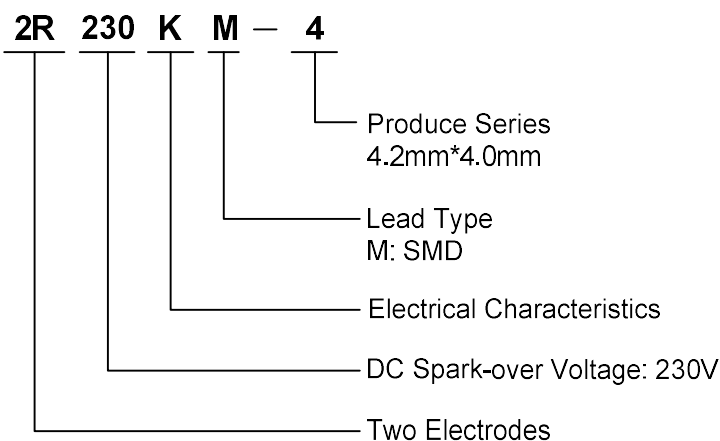 2R 230 K M - 4
Produce Series
4.2mm*4.0mm
Lead Type
M: SMD
Electrical Characteristics
DC Spark-over Voltage: 230V
Two Electrodes